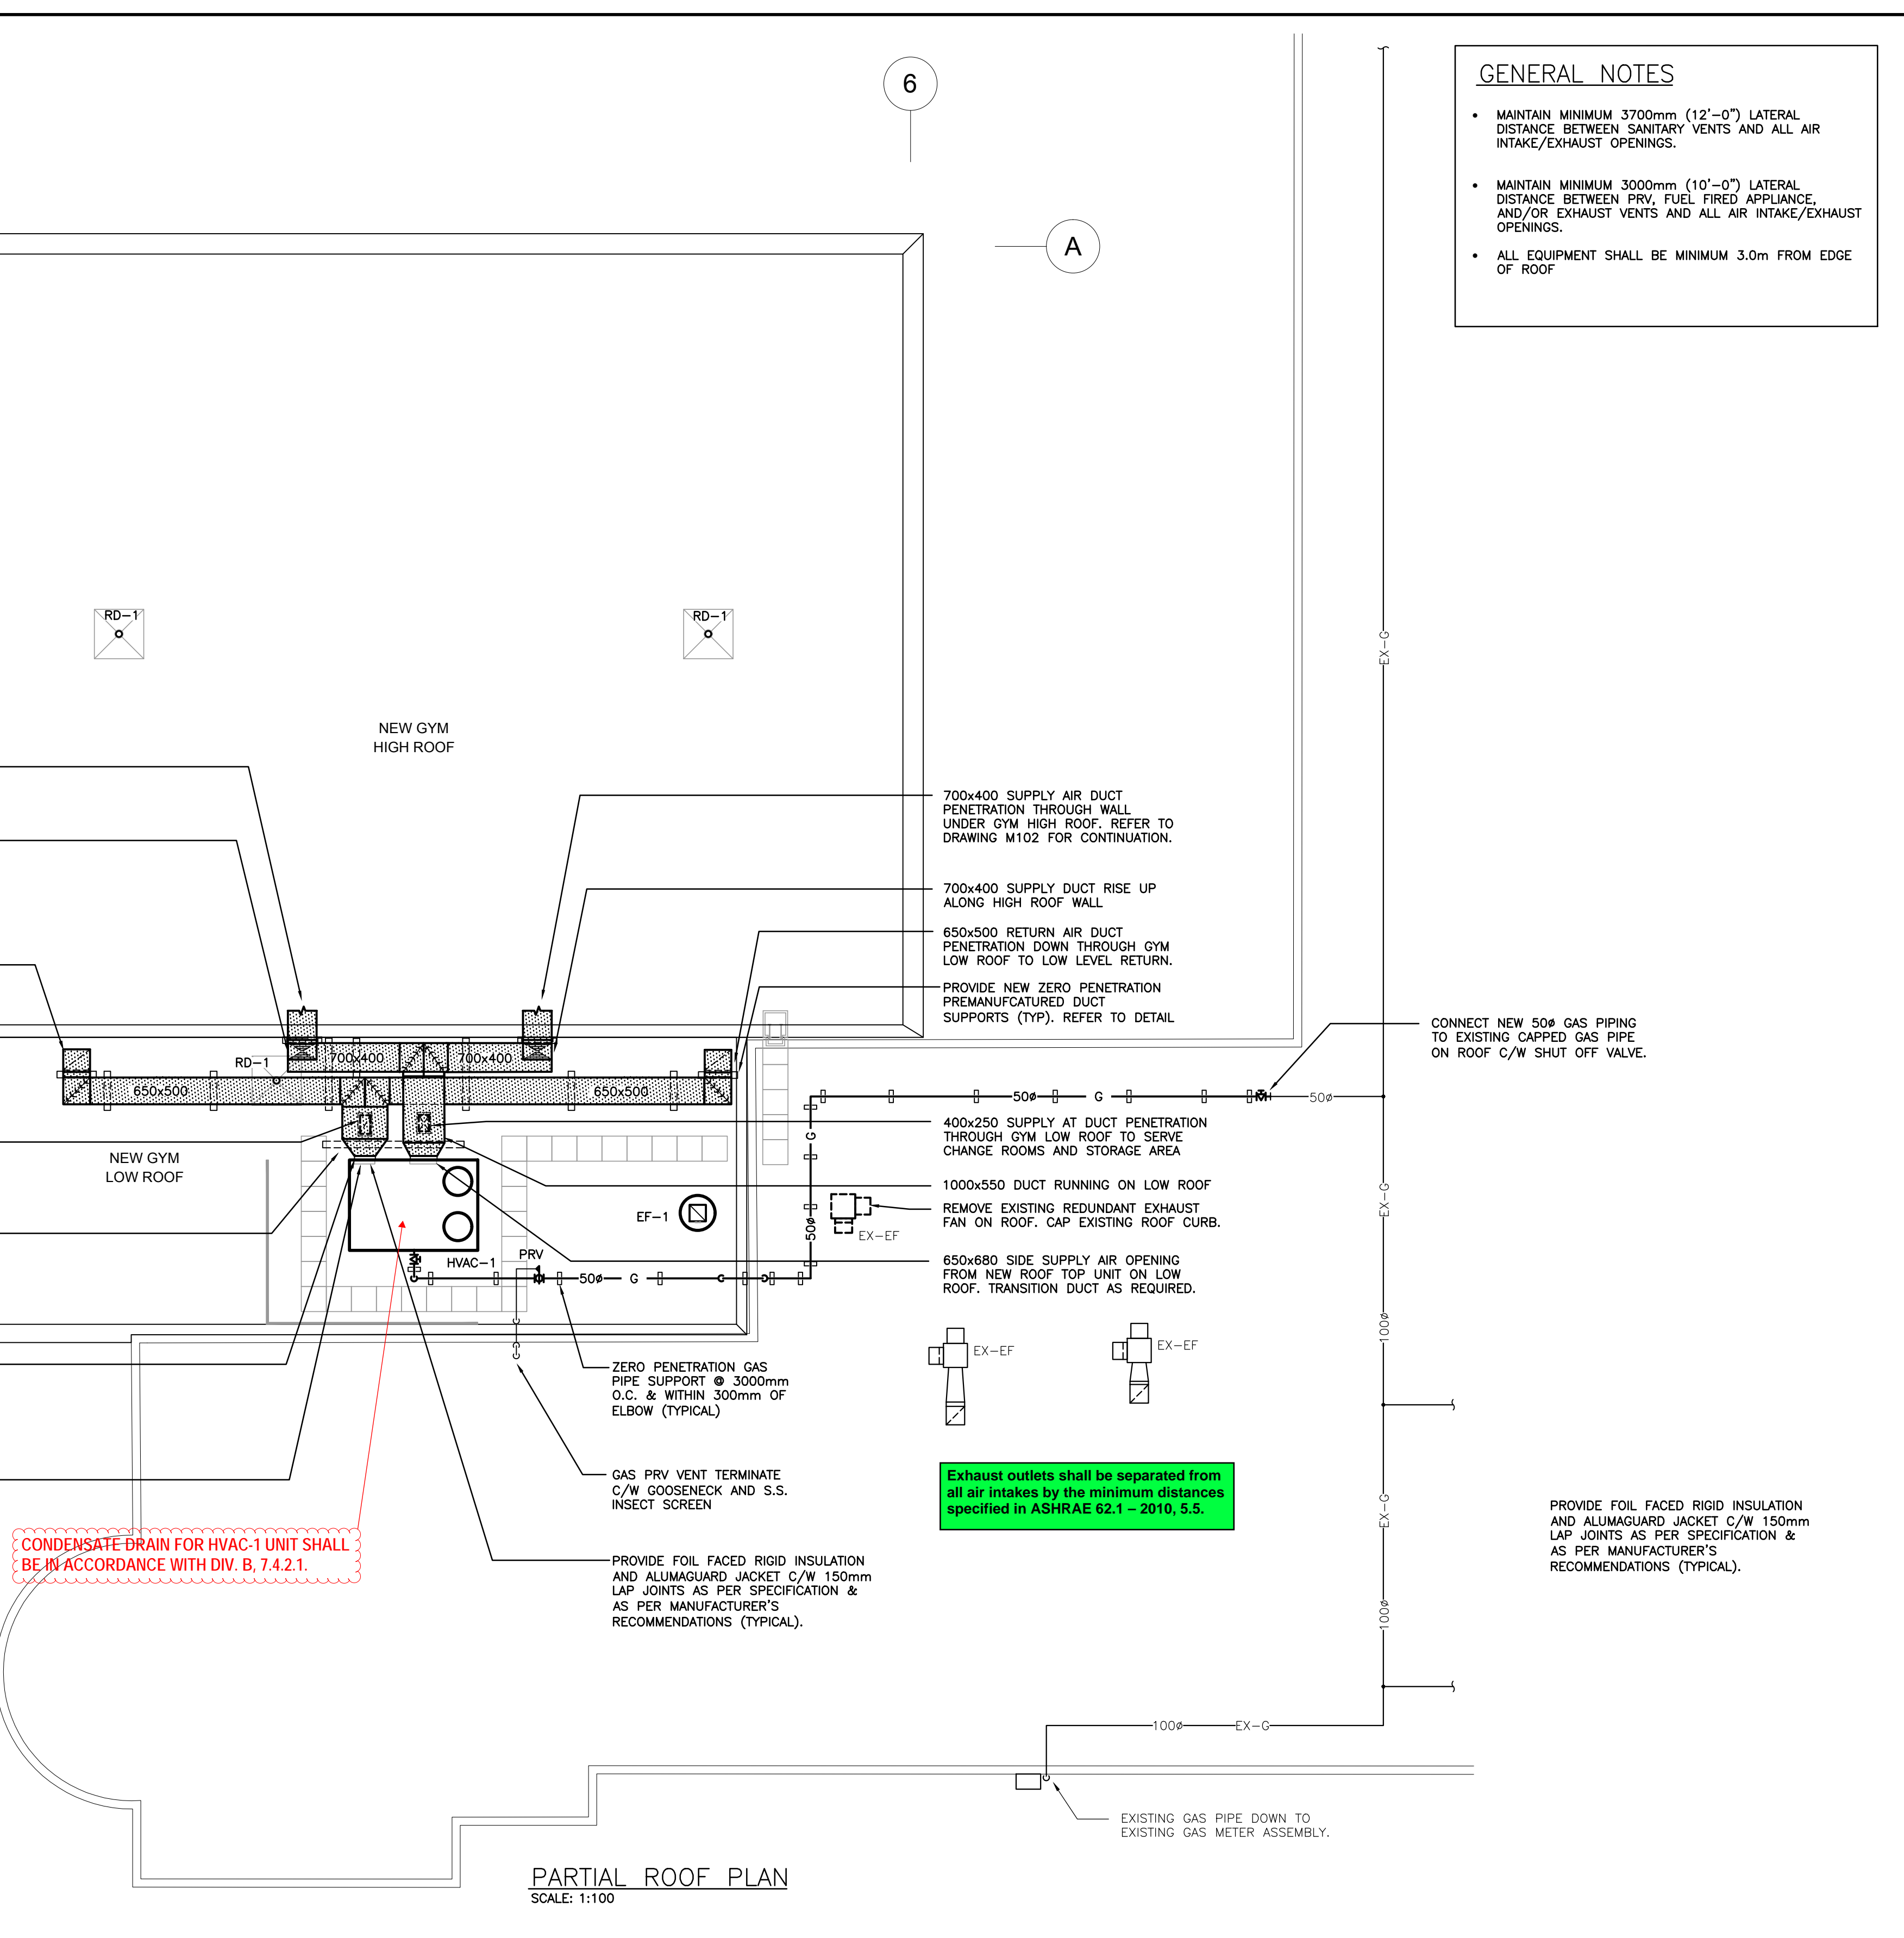 6
A
GENERAL NOTES
• MAINTAIN MINIMUM 3700mm (12'-0") LATERAL
DISTANCE BETWEEN SANITARY VENTS AND ALL AIR
INTAKE/EXHAUST OPENINGS.
• MAINTAIN MINIMUM 3000mm (10'-0") LATERAL
DISTANCE BETWEEN PRV, FUEL FIRED APPLIANCE,
AND/OR EXHAUST VENTS AND ALL AIR INTAKE/EXHAUST
OPENINGS.
• ALL EQUIPMENT SHALL BE MINIMUM 3.0m FROM EDGE
OF ROOF
RD-1
RD-1
EX-G
NEW GYM
HIGH ROOF
700x400 SUPPLY AIR DUCT
PENETRATION THROUGH WALL
UNDER GYM HIGH ROOF. REFER TO
DRAWING M102 FOR CONTINUATION.
700x400 SUPPLY DUCT RISE UP
ALONG HIGH ROOF WALL
650x500 RETURN AIR DUCT
PENETRATION DOWN THROUGH GYM
LOW ROOF TO LOW LEVEL RETURN.
PROVIDE NEW ZERO PENETRATION
PREMANUFCATURED DUCT
SUPPORTS (TYP). REFER TO DETAIL
CONNECT NEW 50ø GAS PIPING
TO EXISTING CAPPED GAS PIPE
ON ROOF C/W SHUT OFF VALVE.
RD-1
700x400
700x400
650x500
650x500
50ø
G
50ø
G
400x250 SUPPLY AT DUCT PENETRATION
THROUGH GYM LOW ROOF TO SERVE
CHANGE ROOMS AND STORAGE AREA
NEW GYM
LOW ROOF
1000x550 DUCT RUNNING ON LOW ROOF
REMOVE EXISTING REDUNDANT EXHAUST
FAN ON ROOF. CAP EXISTING ROOF CURB.
EX-G
EF-1
50ø
EX-EF
650x680 SIDE SUPPLY AIR OPENING
FROM NEW ROOF TOP UNIT ON LOW
ROOF. TRANSITION DUCT AS REQUIRED.
HVAC-1
PRV
50ø
G
100ø
EX-EF
EX-EF
ZERO PENETRATION GAS
PIPE SUPPORT @ 3000mm
O.C. & WITHIN 300mm OF
ELBOW (TYPICAL)
GAS PRV VENT TERMINATE
C/W GOOSENECK AND S.S.
INSECT SCREEN
Exhaust outlets shall be separated from
all air intakes by the minimum distances
specified in ASHRAE 62.1 – 2010, 5.5.
EX-G
PROVIDE FOIL FACED RIGID INSULATION
AND ALUMAGUARD JACKET C/W 150mm
LAP JOINTS AS PER SPECIFICATION &
AS PER MANUFACTURER'S
RECOMMENDATIONS (TYPICAL).
CONDENSATE DRAIN FOR HVAC-1 UNIT SHALL
BE IN ACCORDANCE WITH DIV. B, 7.4.2.1.
PROVIDE FOIL FACED RIGID INSULATION
AND ALUMAGUARD JACKET C/W 150mm
LAP JOINTS AS PER SPECIFICATION &
AS PER MANUFACTURER'S
RECOMMENDATIONS (TYPICAL).
100ø
100ø
EX-G
EXISTING GAS PIPE DOWN TO
EXISTING GAS METER ASSEMBLY.
PARTIAL ROOF PLAN
SCALE: 1:100